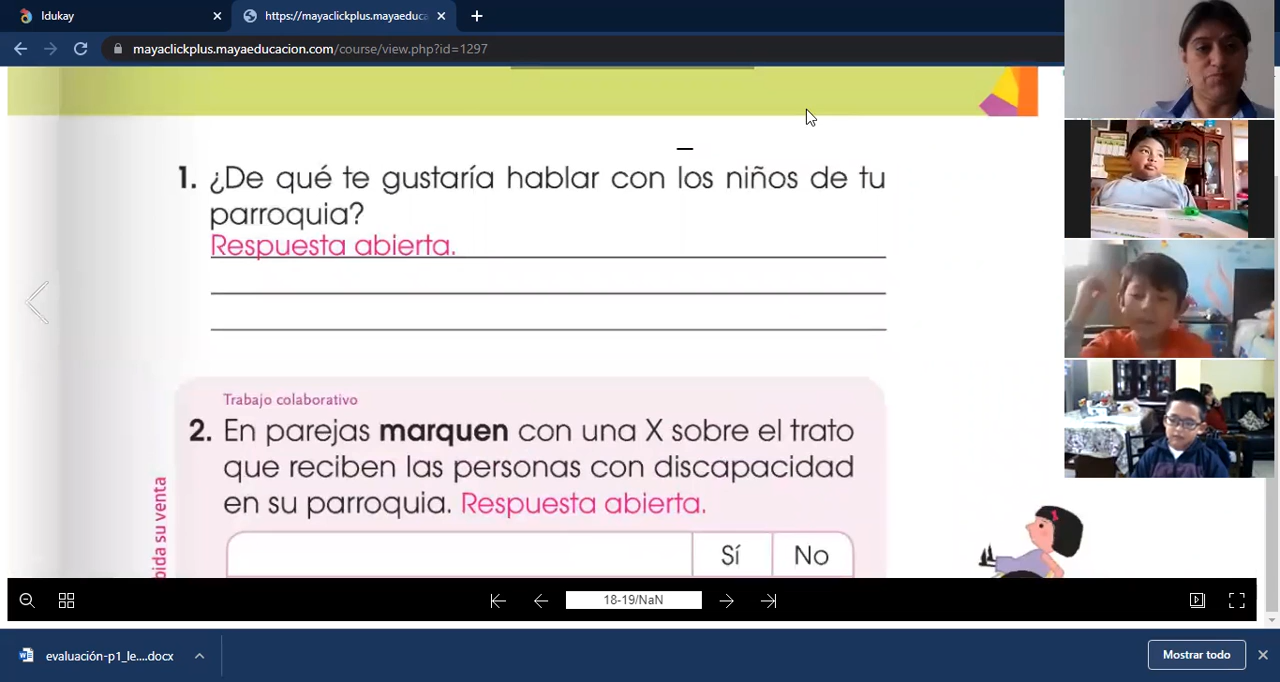 Idukay
https://mayaclickplus.mayaeduca
mayaclickplus.mayaeducacion.com/course/view.php?id=1297
1. ¿De qué te gustaría hablar con los niños de tu
parroquia?
Respuesta abierta.
Trabajo colaborativo
2. En parejas marquen con una X sobre el trato
que reciben las personas con discapacidad
en su parroquia. Respuesta abierta.
bida su venta
Sí No
18-19/NaN
evaluación-p1_le....docx
Mostrar todo